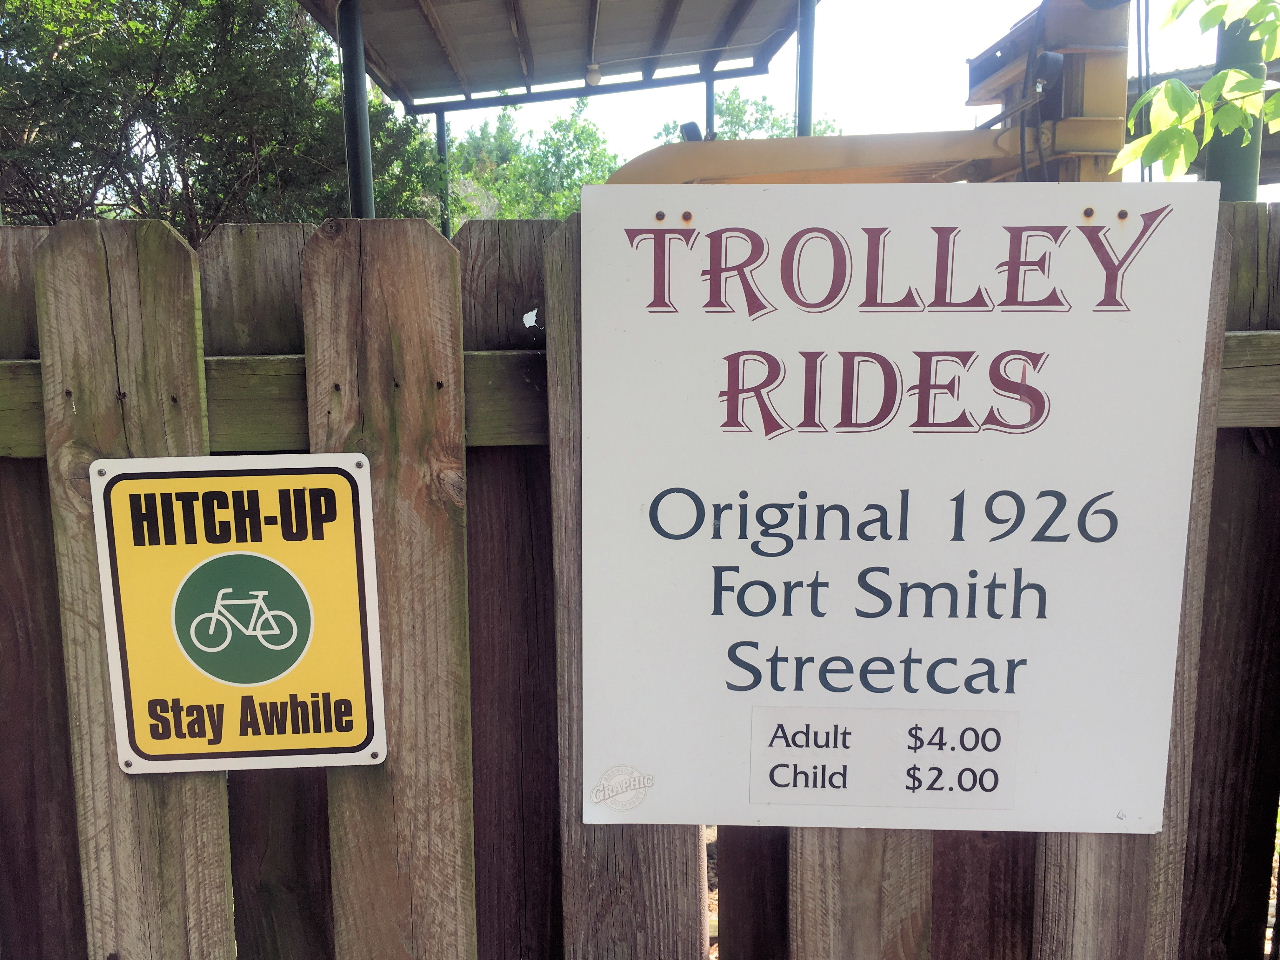 HITCH-UP
Stay Awhile
TROLLEY
RIDES
Original 1926
Fort Smith
Streetcar
Adult $4.00
Child $2.00
GRAPHIC